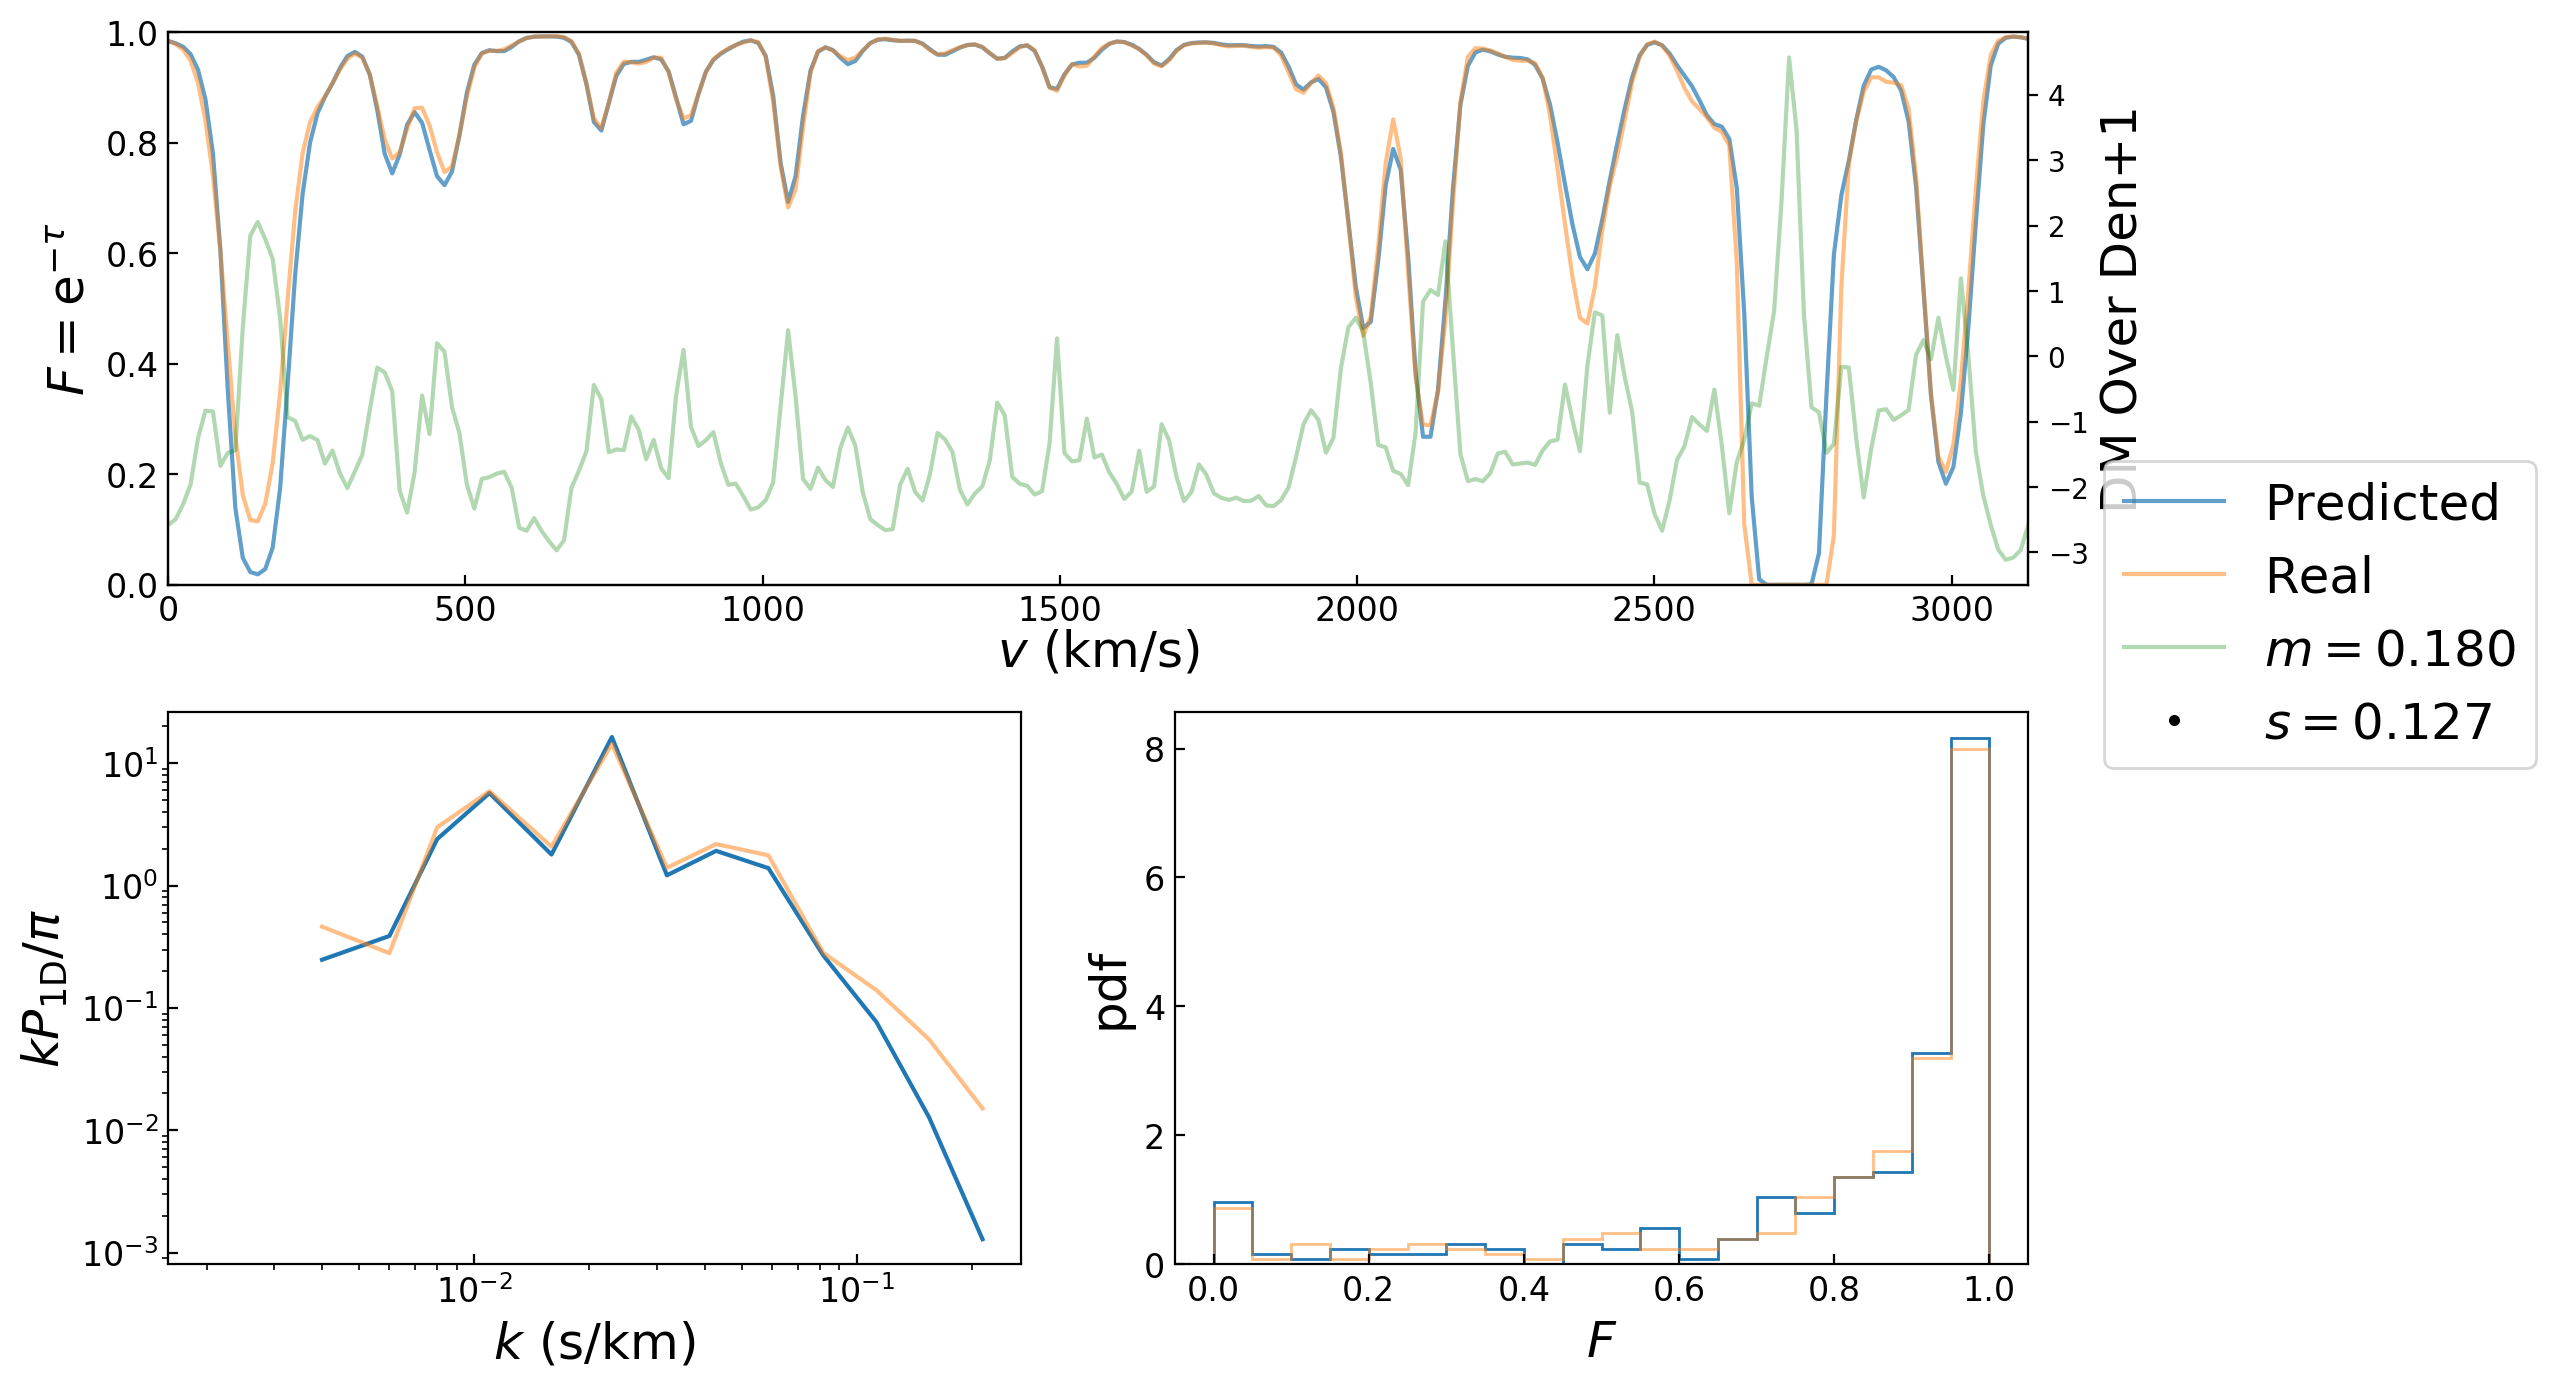 1.0
0.8
0.6
0.4
0.2
0.0
F = e^{−τ}
4
3
2
1
0
−1
−2
−3
DM Over Den+1
0 500 1000 1500 2000 2500 3000
v (km/s)
Predicted
Real
m = 0.180
s = 0.127
10^1
10^0
10^{−1}
10^{−2}
10^{−3}
kP_{1D}/π
10^{−2} 10^{−1}
k (s/km)
8
6
4
2
0
pdf
0.0 0.2 0.4 0.6 0.8 1.0
F